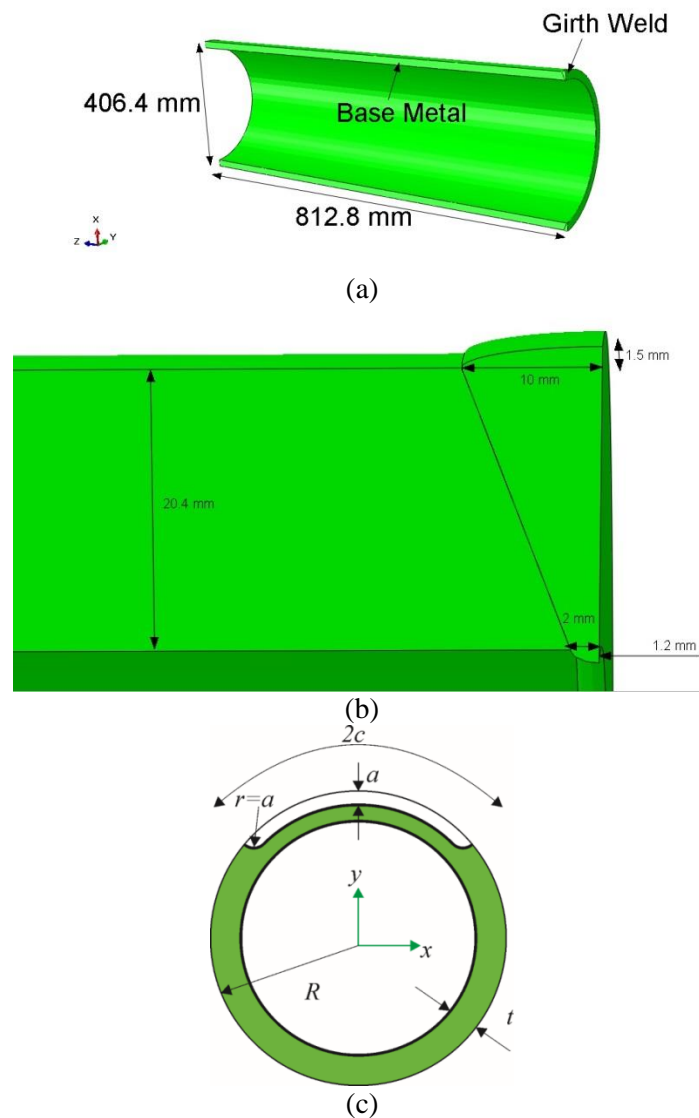 Girth Weld
406.4 mm
Base Metal
812.8 mm
X
Z
Y
(a)
1.5 mm
10 mm
20.4 mm
2 mm
1.2 mm
(b)
2c
a
r=a
y
x
R
t
(c)